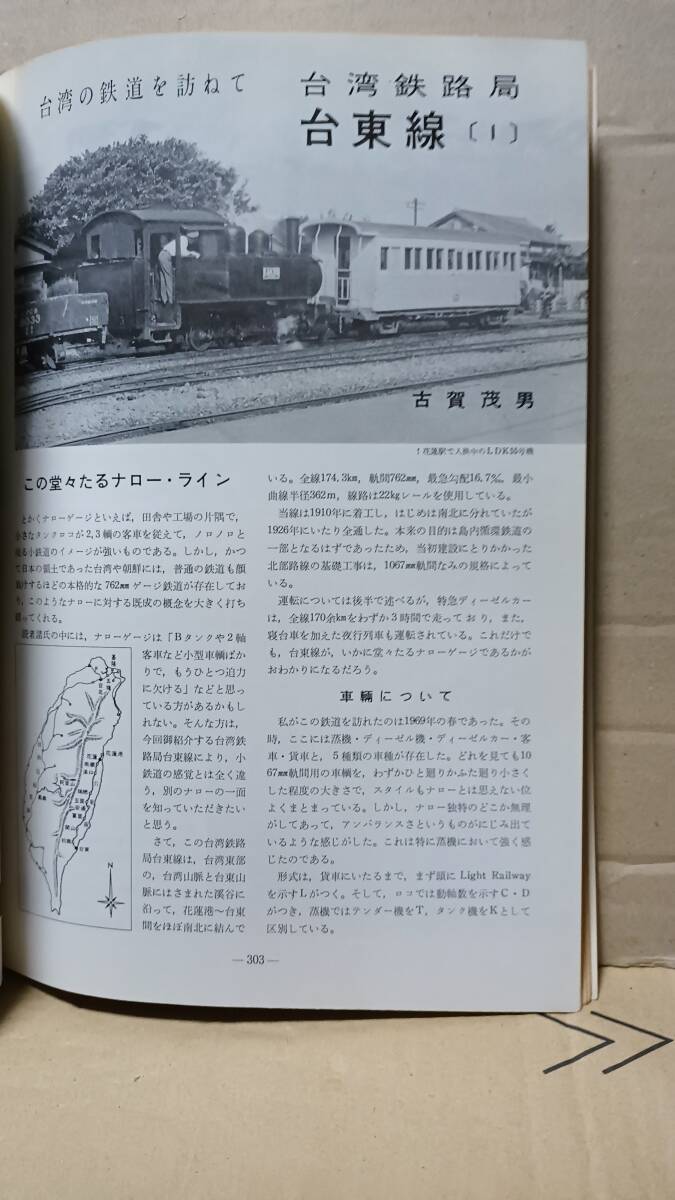 台湾の鉄道を訪ねて
台湾鉄路局
台東線〔1〕
古賀茂男
↑花蓮駅で入換中のLDK56号機
この堂々たるナロー・ライン
とかくナローゲージといえば,田舎や工場の片隅で,
小さなタンクロコが2,3輌の客車を従えて,ノロノロと
る小鉄道のイメージが強いものである。しかし,かつ
て日本の領土であった台湾や朝鮮には,普通の鉄道も顔
負けするほどの本格的な762㎜ゲージ鉄道が存在してお
り,このようなナローに対する既成の概念を大きく打ち
破ってくれる。
読者諸氏の中には,ナローゲージは「Bタンクや2軸
客車など小型車輌ばか
りで,もうひとつ迫力
に欠ける」などと思っ
ている方があるかもし
れない。そんな方は,
今回御紹介する台湾鉄
路局台東線により,小
鉄道の感覚とは全く違
う,別のナローの一面
を知っていただきたい
と思う。
さて,この台湾鉄路
局台東線は,台湾東部
の,台湾山脈と台東山
脈にはさまれた渓谷に
沿って,花蓮港〜台東
間をほぼ南北に結んで
花蓮港
花蓮
台東
N
いる。全線174.3㎞,軌間762㎜,最急勾配16.7‰,最小
曲線半径362m,線路は22㎏レールを使用している。
当線は1910年に着工し,はじめは南北に分れていたが
1926年にいたり全通した。本来の目的は島内循環鉄道の
一部となるはずであったため,当初建設にとりかかった
北部路線の基礎工事は,1067㎜軌間なみの規格によって
いる。
運転については後半で述べるが,特急ディーゼルカー
は,全線170余㎞をわずか3時間で走っており,また,
寝台車を加えた夜行列車も運転されている。これだけで
も,台東線が,いかに堂々たるナローゲージであるかが
おわかりになるだろう。
車輌について
私がこの鉄道を訪れたのは1969年の春であった。その
時,ここには蒸機・ディーゼル機・ディーゼルカー・客
車・貨車と,5種類の車種が存在した。どれを見ても10
67㎜軌間用の車輌を,わずかひと廻りかふた廻り小さく
した程度の大きさで,スタイルもナローとは思えない位
よくまとまっている。しかし,ナロー独特のどこか無理
がしてあって,アンバランスさというものがにじみ出て
いるような感じがした。これは特に蒸機において強く感
じたのである。
形式は,貨車にいたるまで,まず頭に Light Railway
を示すLがつく。そして,ロコでは動軸数を示すC・D
がつき,蒸機ではテンダー機をT,タンク機をKとして
区別している。
—303—